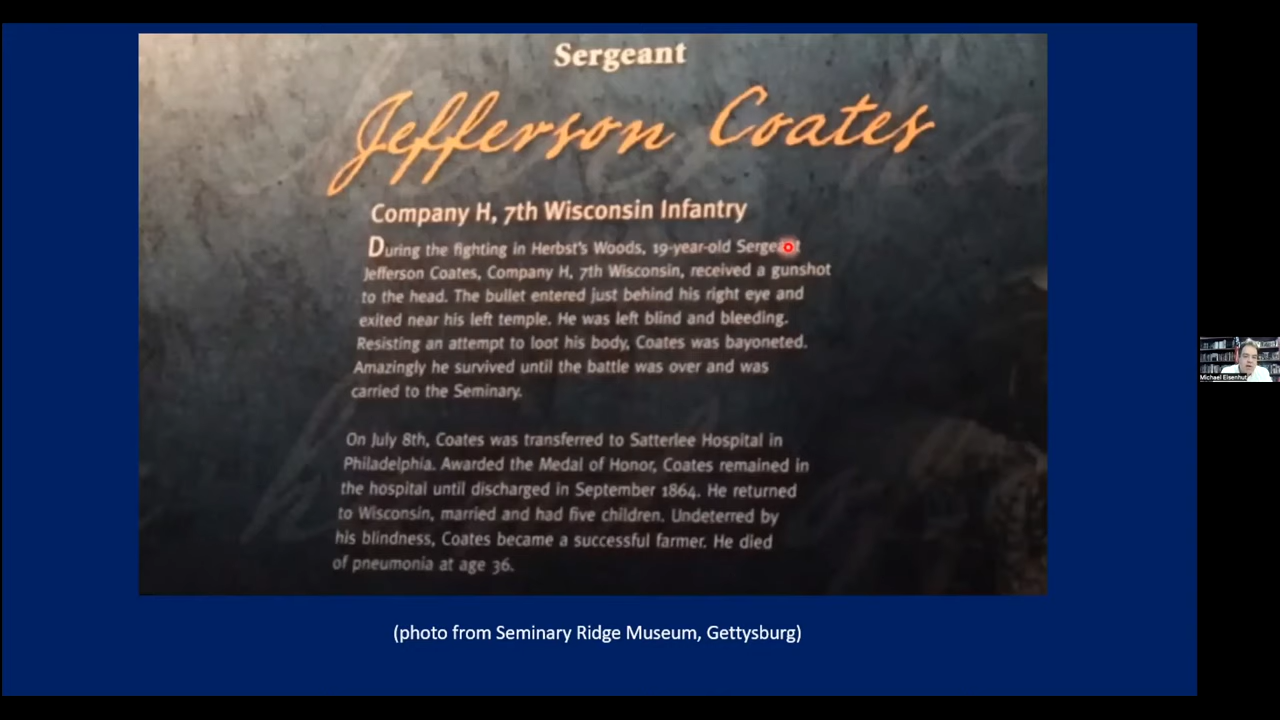 Sergeant
Jefferson Coates
Company H, 7th Wisconsin Infantry
During the fighting in Herbst's Woods, 19-year-old Sergeant
Jefferson Coates, Company H, 7th Wisconsin, received a gunshot
to the head. The bullet entered just behind his right eye and
exited near his left temple. He was left blind and bleeding.
Resisting an attempt to loot his body, Coates was bayoneted.
Amazingly he survived until the battle was over and was
carried to the Seminary.
On July 8th, Coates was transferred to Satterlee Hospital in
Philadelphia. Awarded the Medal of Honor, Coates remained in
the hospital until discharged in September 1864. He returned
to Wisconsin, married and had five children. Undeterred by
his blindness, Coates became a successful farmer. He died
of pneumonia at age 36.
(photo from Seminary Ridge Museum, Gettysburg)
Michael Eisenhut